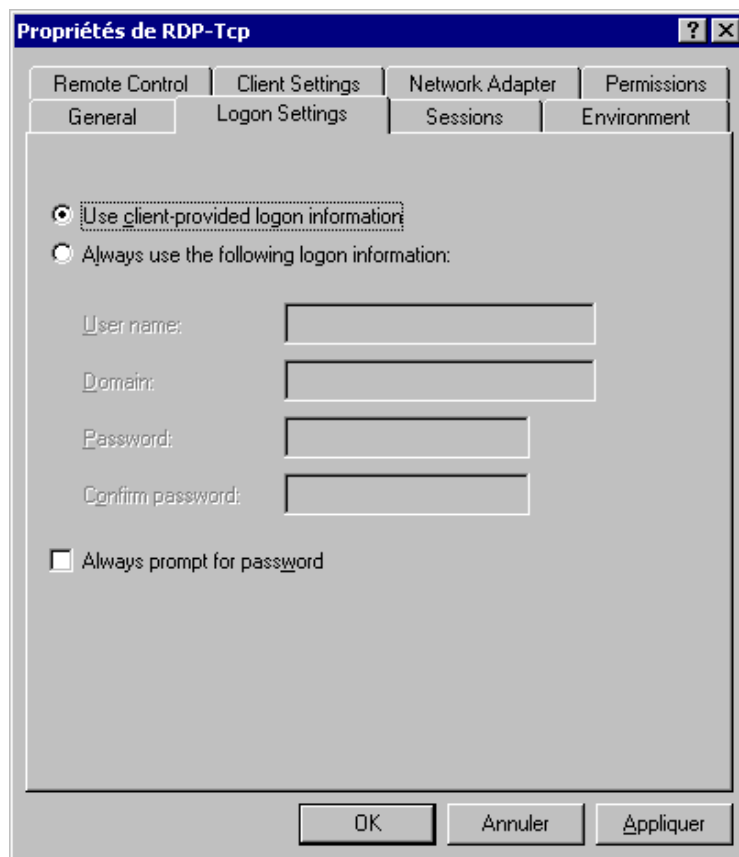 Propriétés de RDP-Tcp
Remote Control Client Settings Network Adapter Permissions
General Logon Settings Sessions Environment
Use client-provided logon information
Always use the following logon information:
User name:
Domain:
Password:
Confirm password:
Always prompt for password
OK Annuler Appliquer